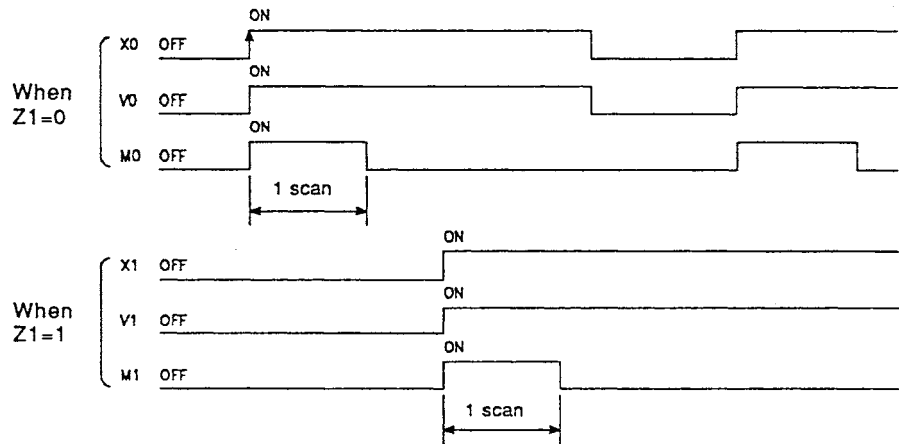 ON
X0 OFF
ON
When
Z1=0
V0 OFF
ON
M0 OFF
1 scan
ON
X1 OFF
ON
When
Z1=1
V1 OFF
ON
M1 OFF
1 scan